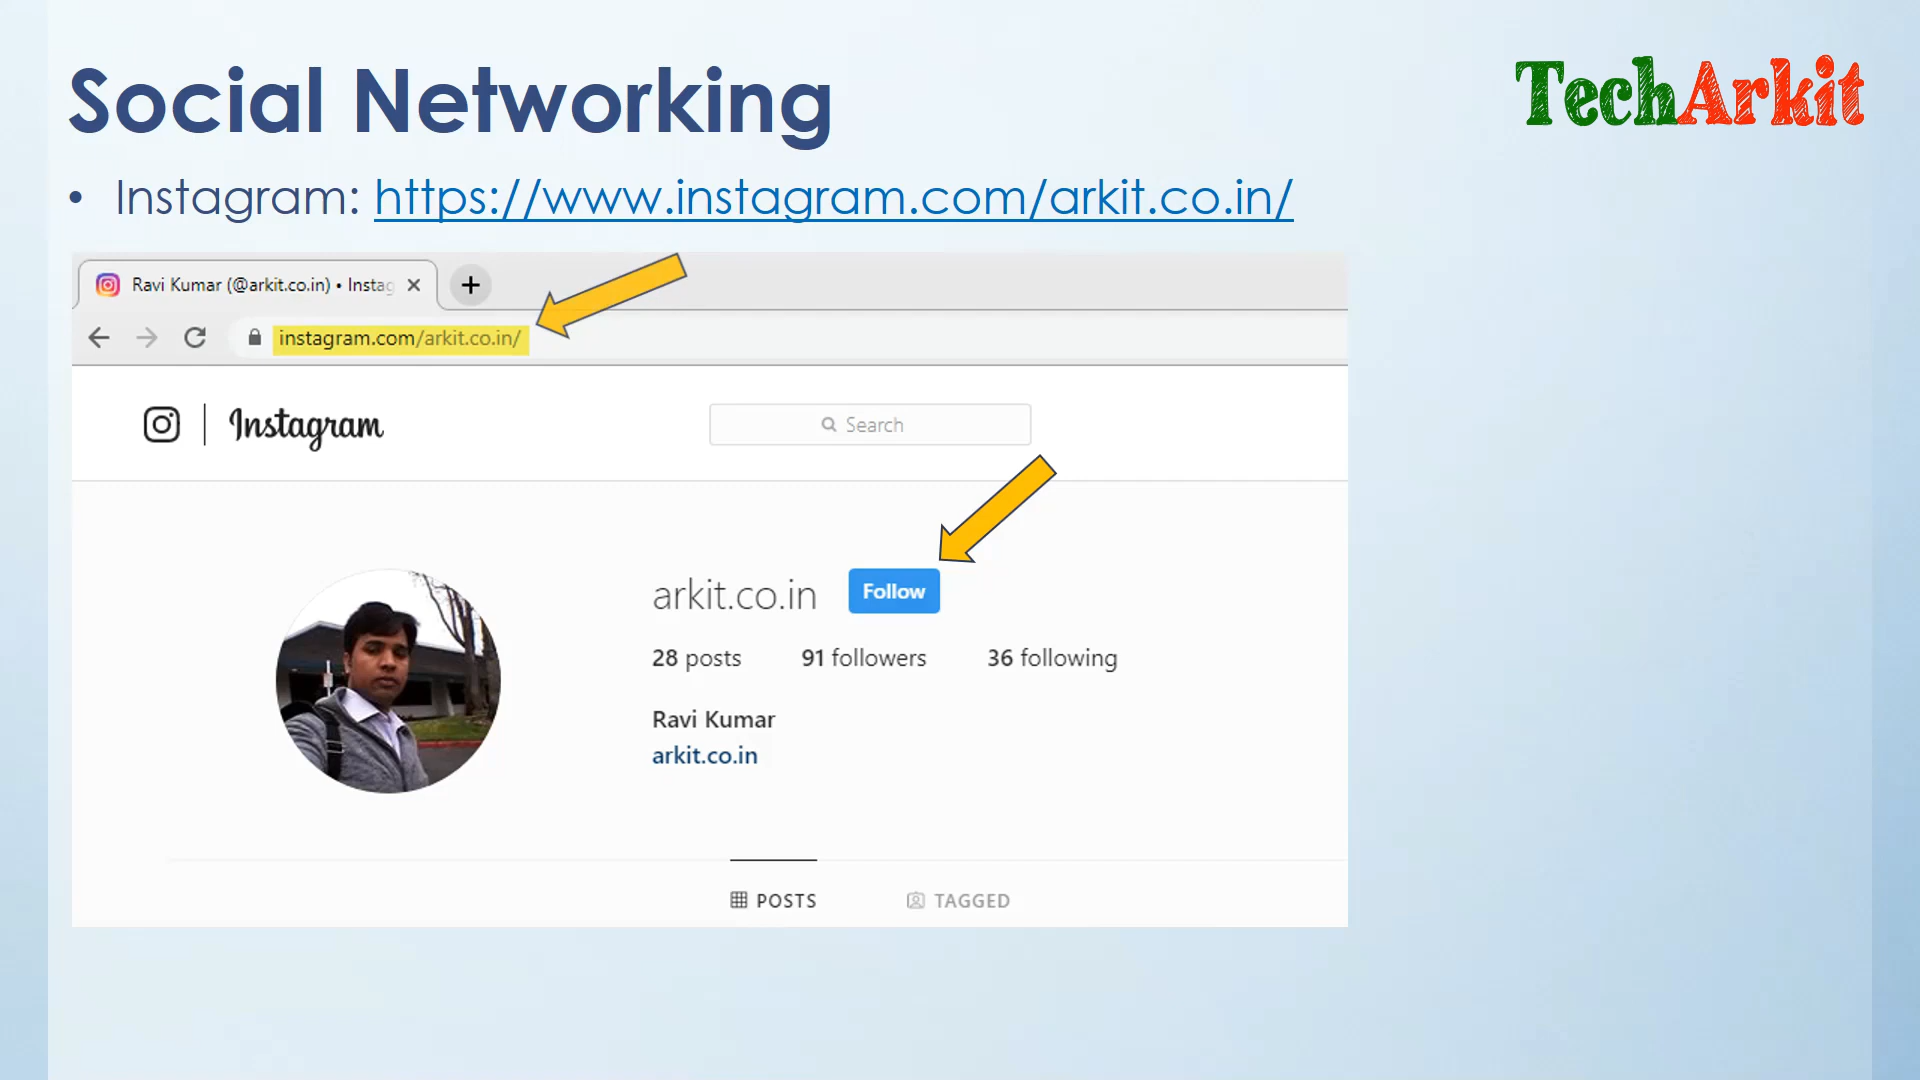 Social Networking
TechArkit
• Instagram: https://www.instagram.com/arkit.co.in/
Ravi Kumar (@arkit.co.in) • Instag
instagram.com/arkit.co.in/
Instagram
Search
arkit.co.in Follow
28 posts 91 followers 36 following
Ravi Kumar
arkit.co.in
POSTS TAGGED